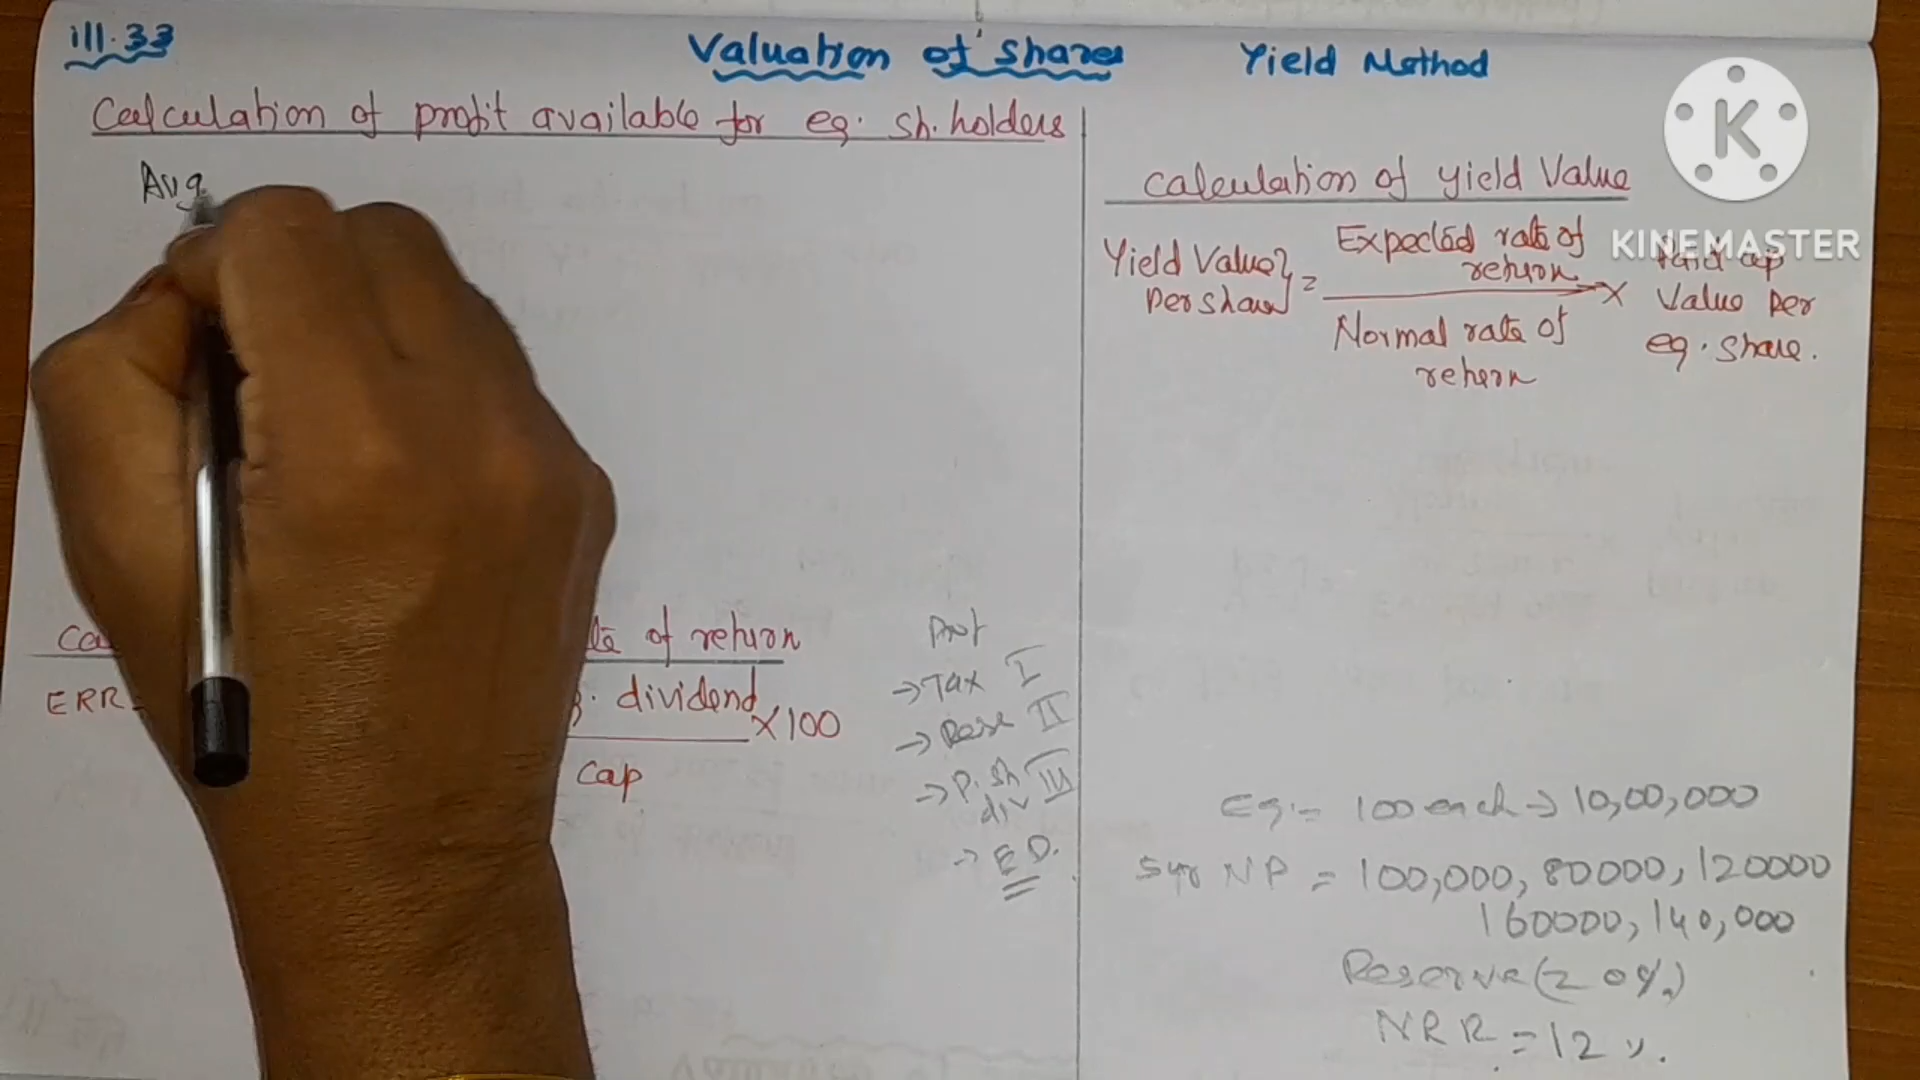 ill.33
Valuation of shares Yield Method
Calculation of profit available for eq. sh. holders
Avg
Calculation of yield Value
Yield Value} = Expected rate of return × Paid up
Per share Normal rate of return Value Per
eq. share.
of return
ERR
dividend × 100
cap
→ Tax I
→ Rese II
→ P. sh III
div
→ E D.
Eq:- 100 each → 10,00,000
5yr NP = 100,000, 80000, 120000
160000, 140,000
Reserve (20%)
NRR = 12%.
K
KINEMASTER